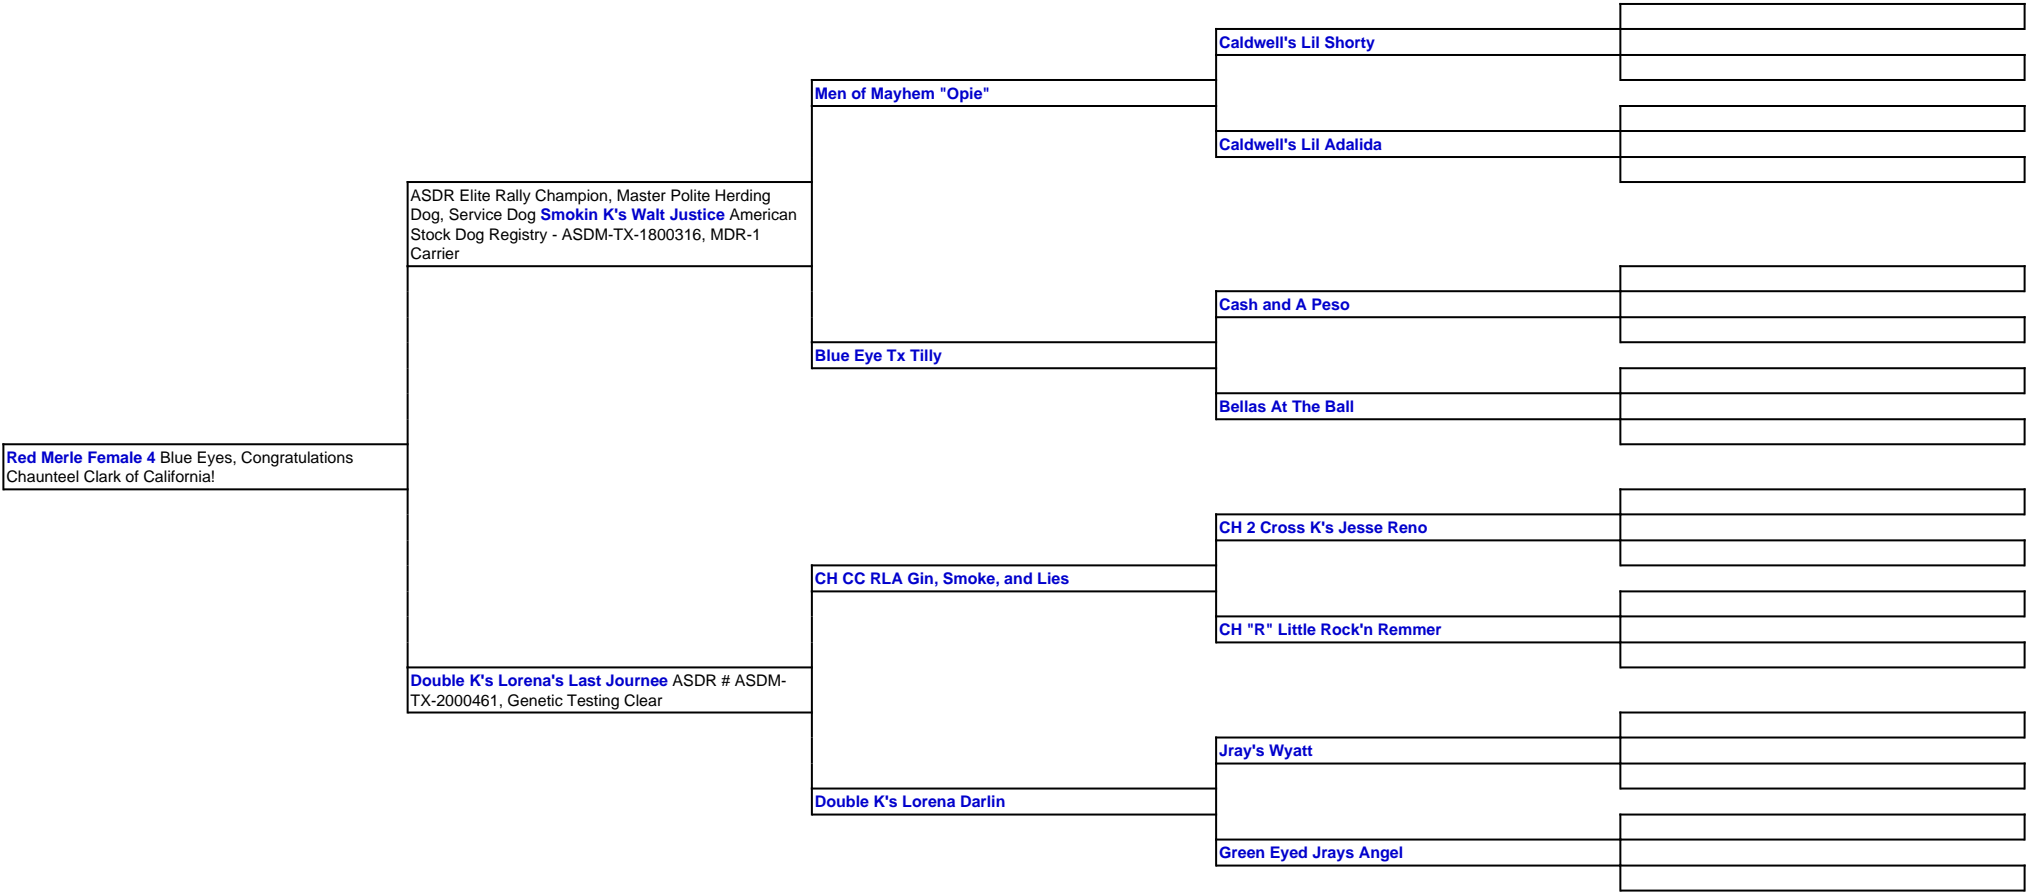 Caldwell's Lil Shorty
Men of Mayhem "Opie"
Caldwell's Lil Adalida
ASDR Elite Rally Champion, Master Polite Herding
Dog, Service Dog Smokin K's Walt Justice American
Stock Dog Registry - ASDM-TX-1800316, MDR-1
Carrier
Cash and A Peso
Blue Eye Tx Tilly
Bellas At The Ball
Red Merle Female 4 Blue Eyes, Congratulations
Chaunteel Clark of California!
CH 2 Cross K's Jesse Reno
CH CC RLA Gin, Smoke, and Lies
CH "R" Little Rock'n Remmer
Double K's Lorena's Last Journee ASDR # ASDM-
TX-2000461, Genetic Testing Clear
Jray's Wyatt
Double K's Lorena Darlin
Green Eyed Jrays Angel